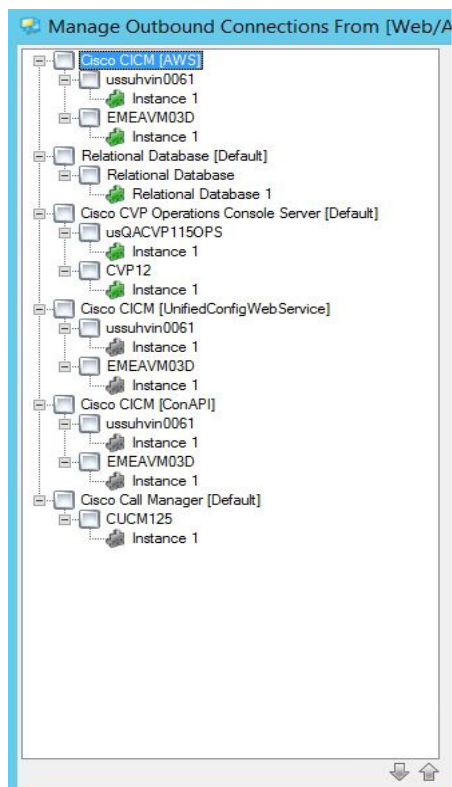 Manage Outbound Connections From [Web/A
Cisco CICM [AWS]
ussuhvin0061
Instance 1
EMEAVM03D
Instance 1
Relational Database [Default]
Relational Database
Relational Database 1
Cisco CVP Operations Console Server [Default]
usQACVP115OPS
Instance 1
CVP12
Instance 1
Cisco CICM [UnifiedConfigWebService]
ussuhvin0061
Instance 1
EMEAVM03D
Instance 1
Cisco CICM [ConAPI]
ussuhvin0061
Instance 1
EMEAVM03D
Instance 1
Cisco Call Manager [Default]
CUCM125
Instance 1